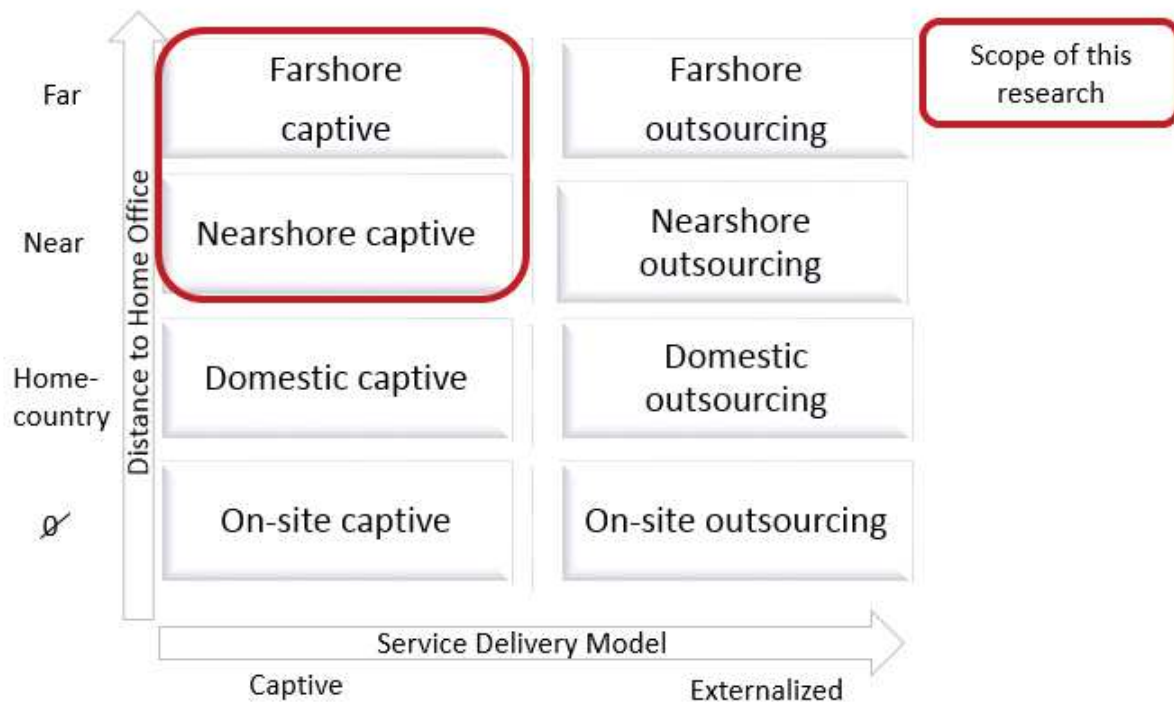 Far
Farshore
captive
Farshore
outsourcing
Scope of this
research
Near
Nearshore captive
Nearshore
outsourcing
Home-
country
Domestic captive
Domestic
outsourcing
0
On-site captive
On-site outsourcing
Distance to Home Office
Service Delivery Model
Captive
Externalized